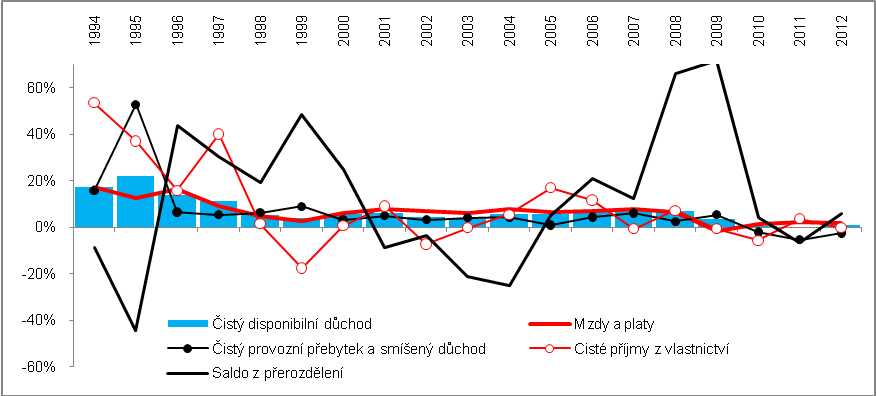 1994 1995 1996 1997 1998 1999 2000 2001 2002 2003 2004 2005 2006 2007 2008 2009 2010 2011 2012
60%
40%
20%
0%
-20%
-40%
-60%
Čistý disponibilní důchod
Mzdy a platy
Čistý provozní přebytek a smíšený důchod
Cisté příjmy z vlastnictví
Saldo z přerozdělení